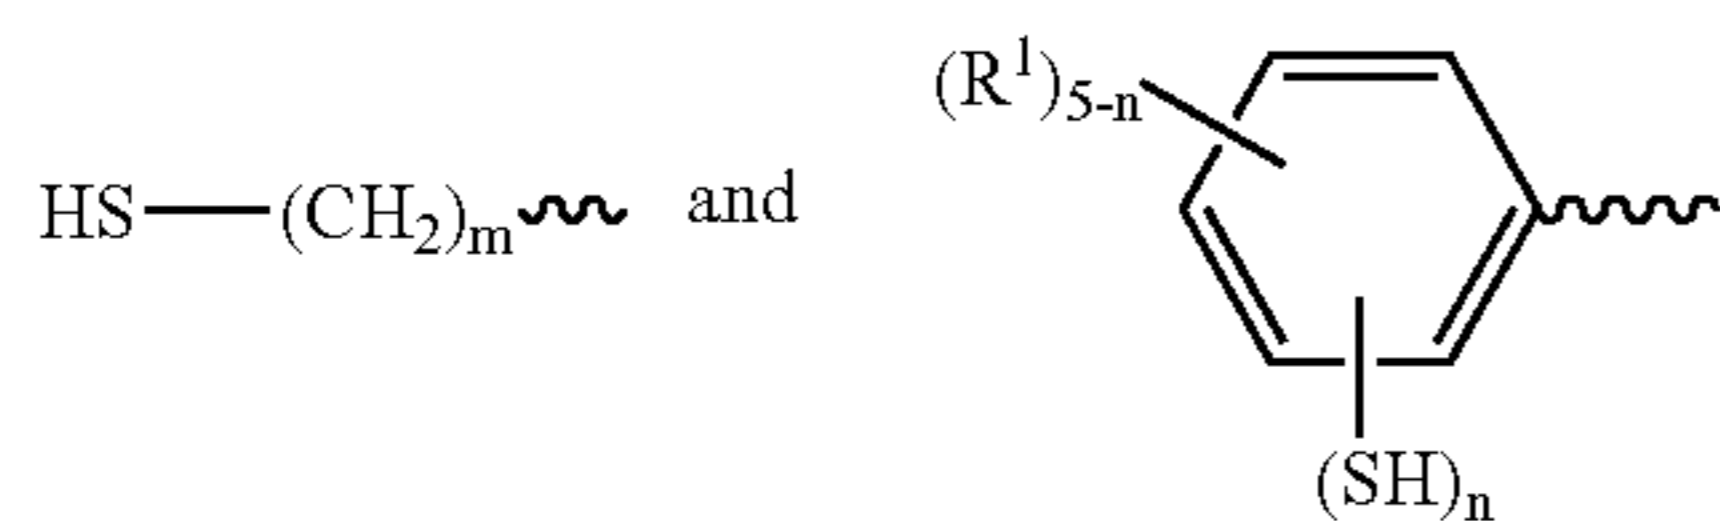 (R¹)₅₋ₙ
HS—(CH₂)ₘ and
(SH)ₙ